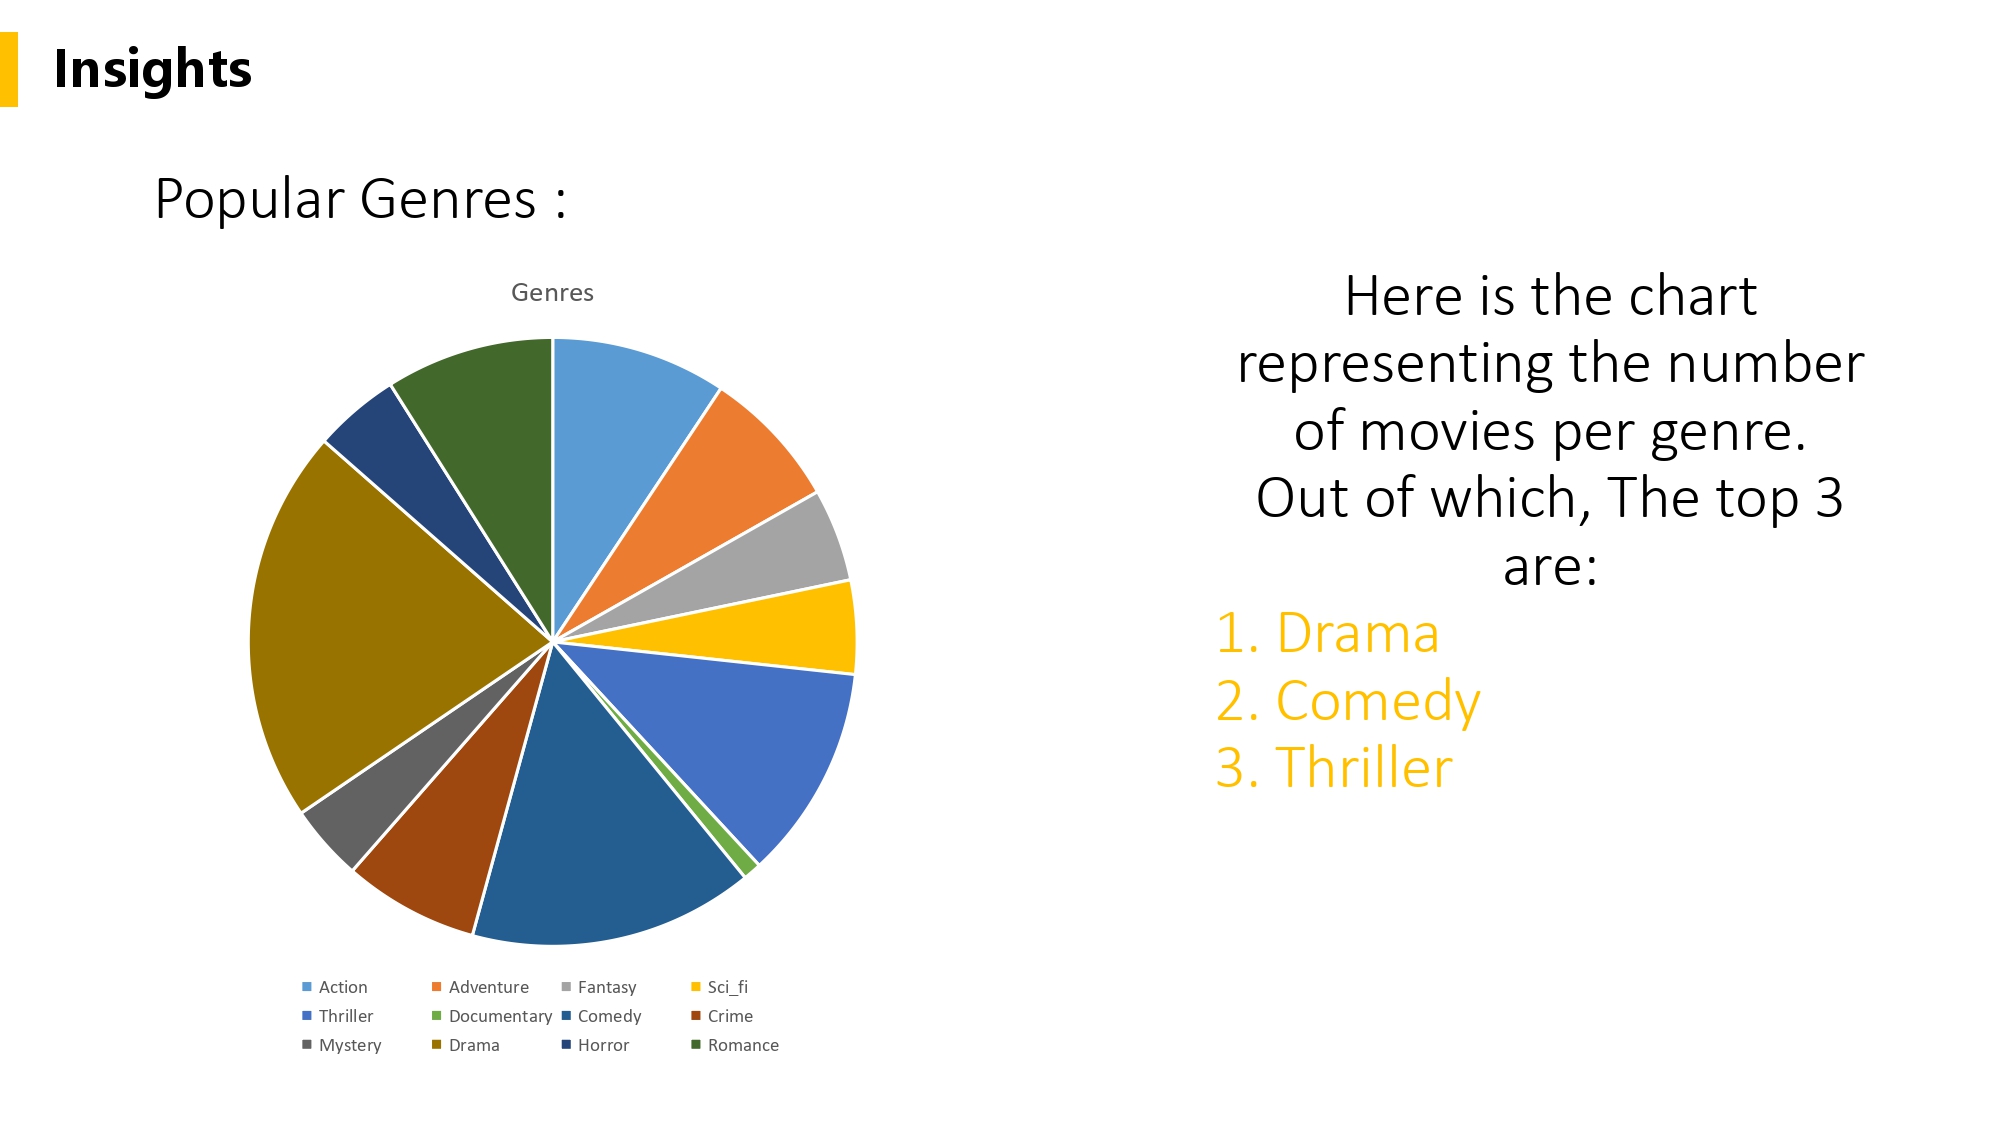 Insights
Popular Genres :
Genres
Action
Adventure
Fantasy
Sci_fi
Thriller
Documentary
Comedy
Crime
Mystery
Drama
Horror
Romance
Here is the chart
representing the number
of movies per genre.
Out of which, The top 3
are:
1. Drama
2. Comedy
3. Thriller